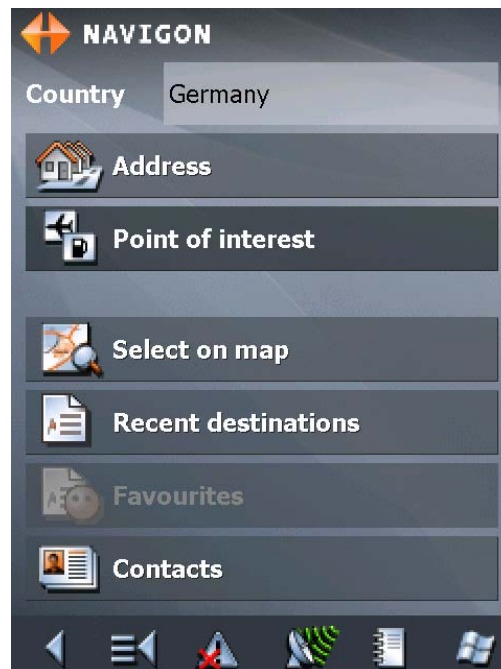 NAVIGON
Country Germany
Address
Point of interest
Select on map
Recent destinations
Favourites
Contacts